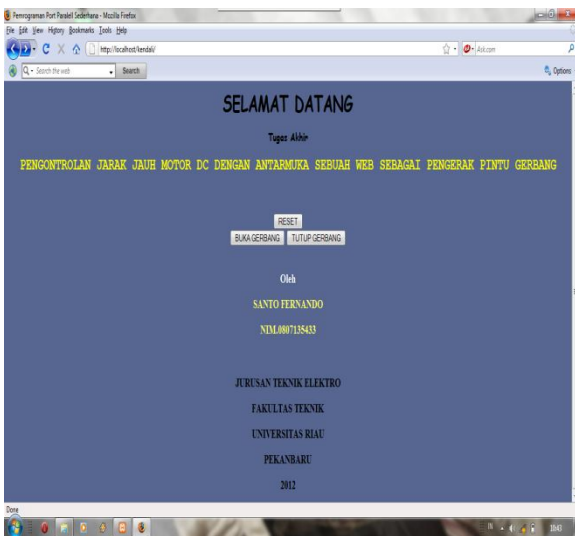 Pemrograman Port Paralell Sederhana - Mozilla Firefox
File Edit View History Bookmarks Tools Help
http://localhost/kendali/
Ask.com
Search the web
Search
Options
SELAMAT DATANG
Tugas Akhir
PENGONTROLAN JARAK JAUH MOTOR DC DENGAN ANTARMUKA SEBUAH WEB SEBAGAI PENGERAK PINTU GERBANG
RESET
BUKA GERBANG TUTUP GERBANG
Oleh
SANTO FERNANDO
NIM.0807135433
JURUSAN TEKNIK ELEKTRO
FAKULTAS TEKNIK
UNIVERSITAS RIAU
PEKANBARU
2012
Done
IN